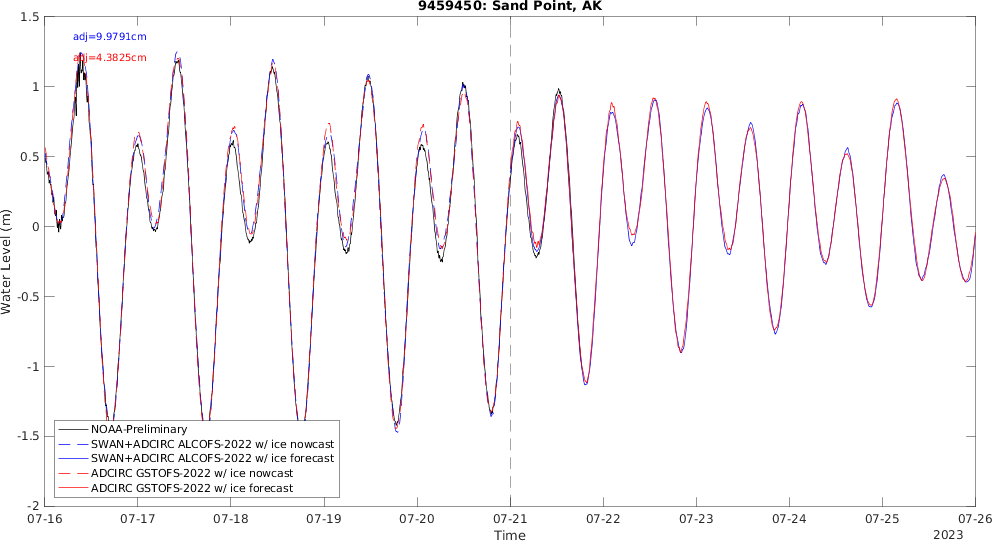 9459450: Sand Point, AK
adj=9.9791cm
adj=4.3825cm
Water Level (m)
1.5
1
0.5
0
-0.5
-1
-1.5
-2
NOAA-Preliminary
SWAN+ADCIRC ALCOFS-2022 w/ ice nowcast
SWAN+ADCIRC ALCOFS-2022 w/ ice forecast
ADCIRC GSTOFS-2022 w/ ice nowcast
ADCIRC GSTOFS-2022 w/ ice forecast
07-16 07-17 07-18 07-19 07-20 07-21 07-22 07-23 07-24 07-25 07-26
Time
2023